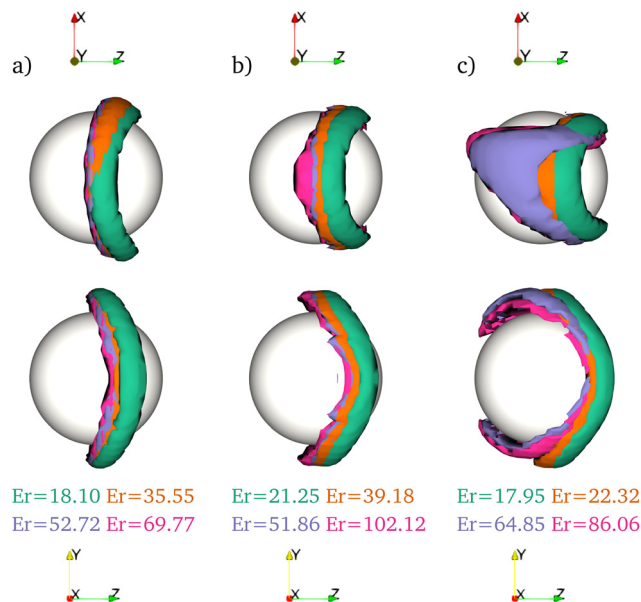 X X X
a) Y Z b) Y Z c) Y Z
Er=18.10 Er=35.55 Er=21.25 Er=39.18 Er=17.95 Er=22.32
Er=52.72 Er=69.77 Er=51.86 Er=102.12 Er=64.85 Er=86.06
Y Y Y
X Z X Z X Z